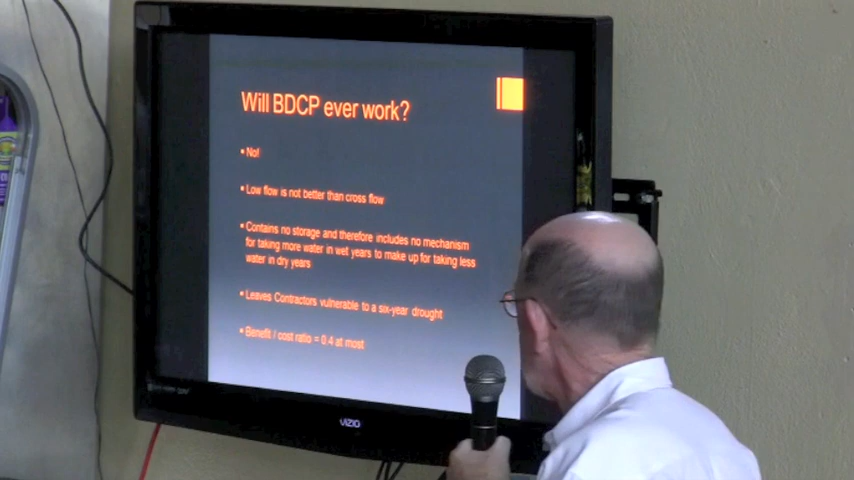 Will BDCP ever work?
▪ No!
▪ Low flow is not better than cross flow
▪ Contains no storage and therefore includes no mechanism
for taking more water in wet years to make up for taking less
water in dry years
▪ Leaves Contractors vulnerable to a six-year drought
▪ Benefit / cost ratio = 0.4 at most
VIZIO